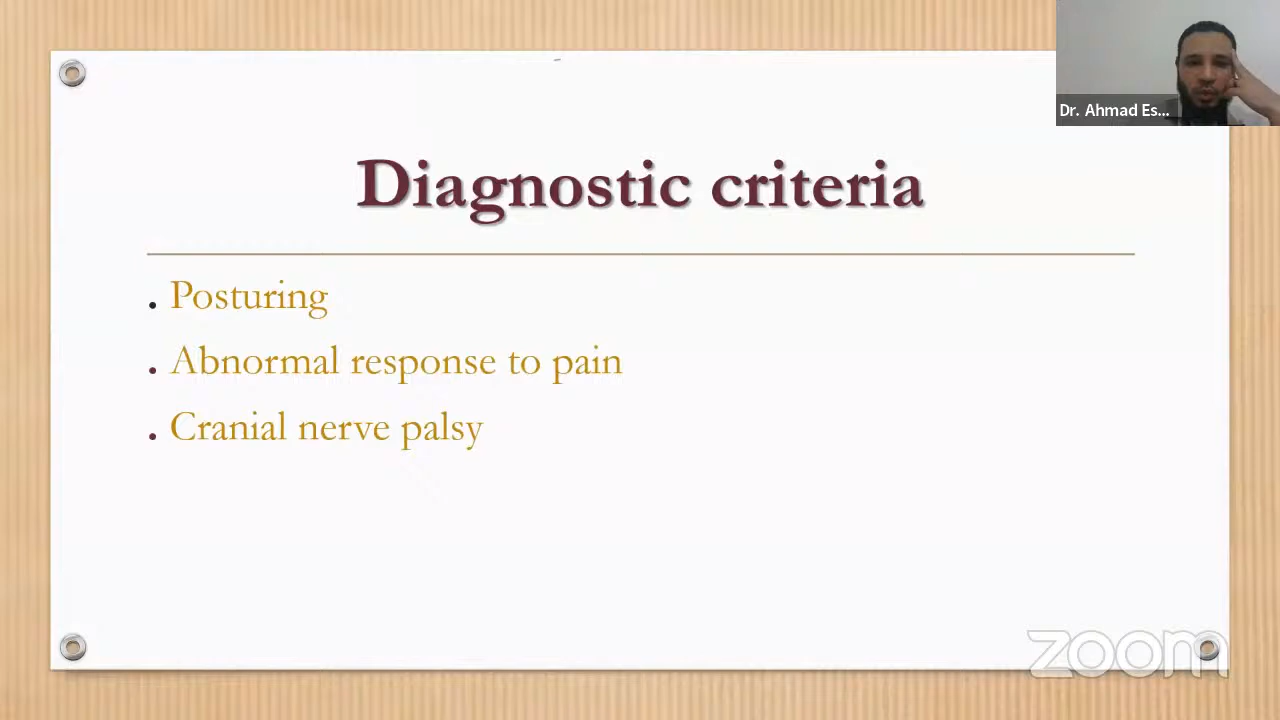 Dr. Ahmad Es...
Diagnostic criteria
. Posturing
. Abnormal response to pain
. Cranial nerve palsy
zoom